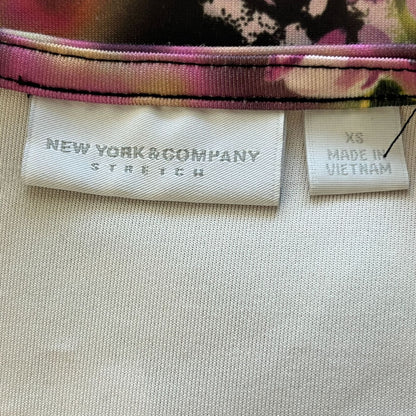 NEW YORK & COMPANY
STRETCH
XS
MADE IN
VIETNAM